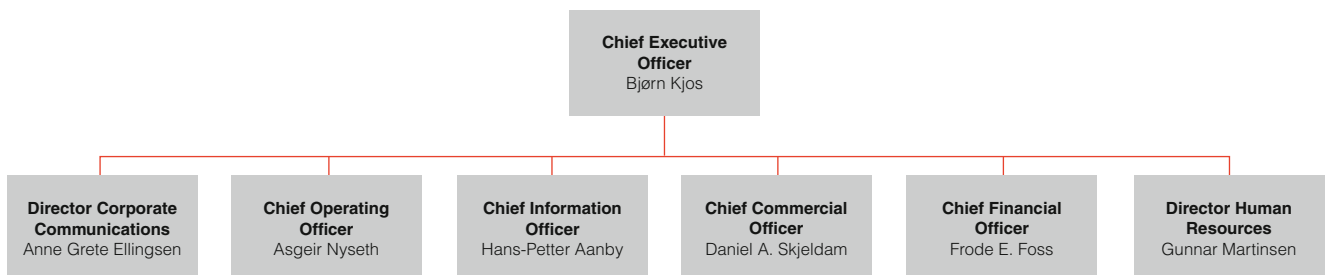 Chief Executive
Officer
Bjørn Kjos
Director Corporate
Communications
Anne Grete Ellingsen
Chief Operating
Officer
Asgeir Nyseth
Chief Information
Officer
Hans-Petter Aanby
Chief Commercial
Officer
Daniel A. Skjeldam
Chief Financial
Officer
Frode E. Foss
Director Human
Resources
Gunnar Martinsen